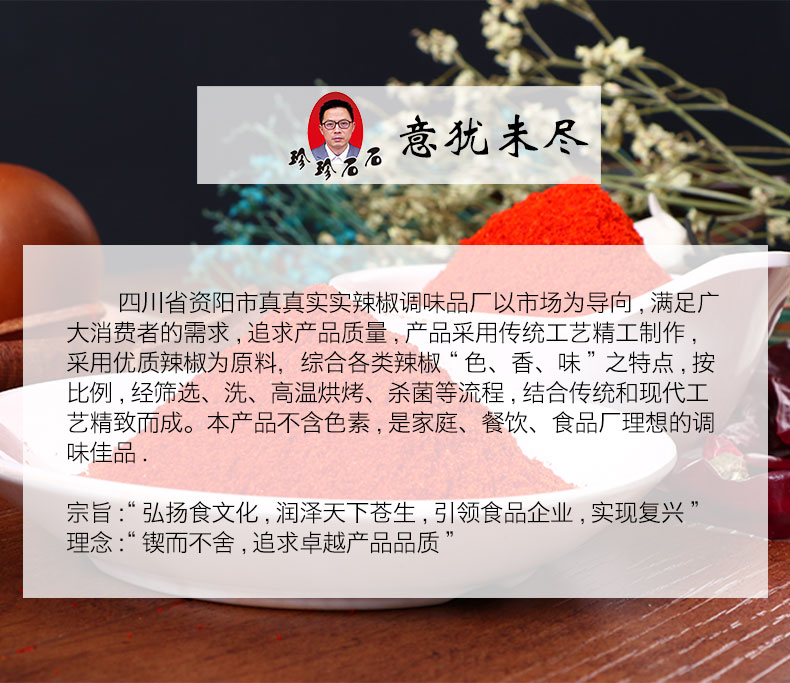 珍珍石石
意犹未尽
四川省资阳市真真实实辣椒调味品厂以市场为导向，满足广
大消费者的需求，追求产品质量，产品采用传统工艺精工制作，
采用优质辣椒为原料，综合各类辣椒“色、香、味”之特点，按
比例，经筛选、洗、高温烘烤、杀菌等流程，结合传统和现代工
艺精致而成。本产品不含色素，是家庭、餐饮、食品厂理想的调
味佳品.
宗旨:“弘扬食文化，润泽天下苍生，引领食品企业，实现复兴”
理念:“锲而不舍，追求卓越产品品质”